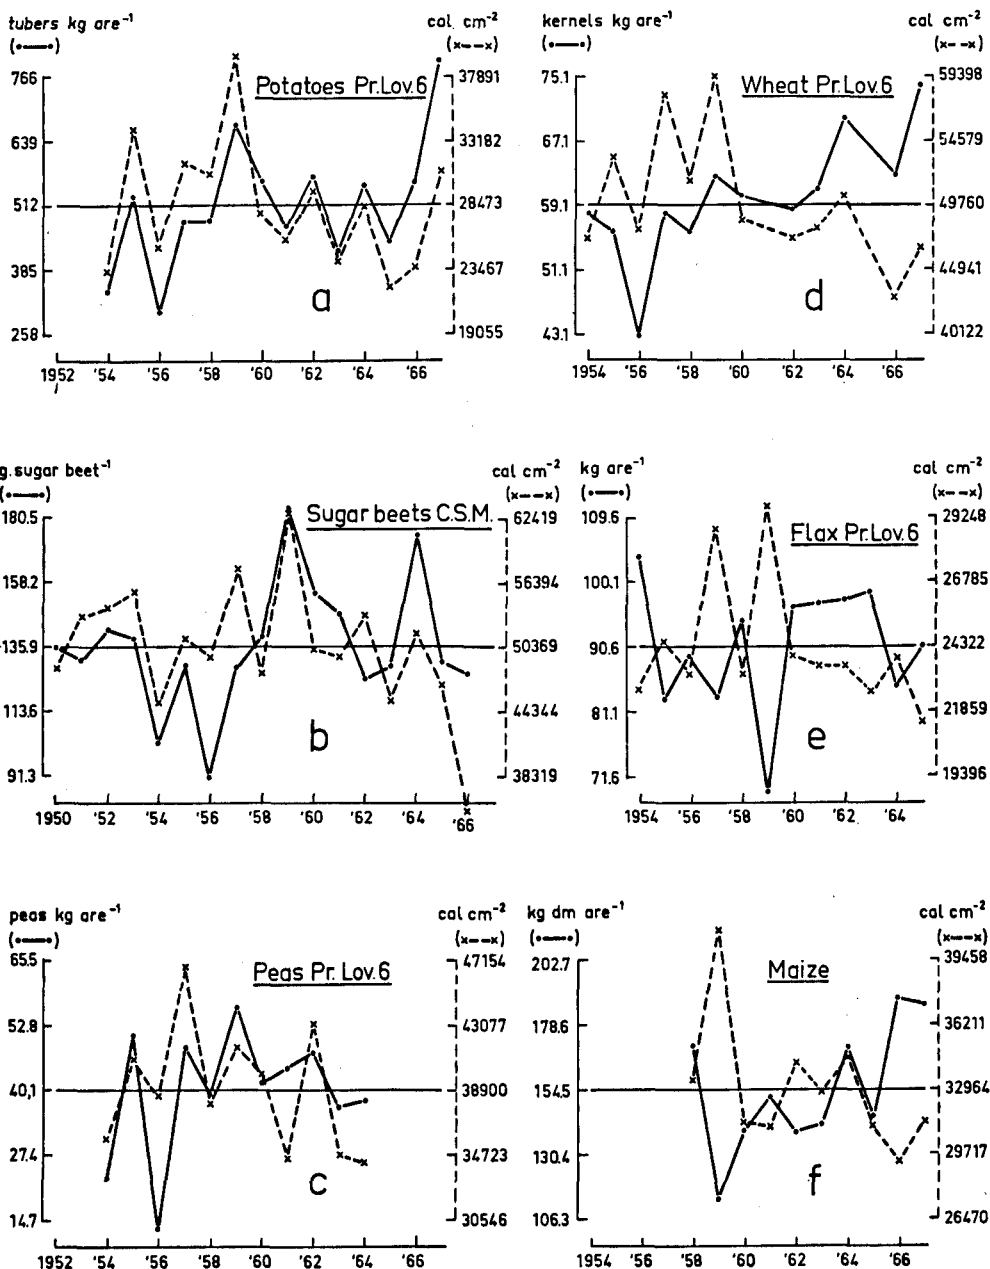 tubers kg are⁻¹
(•—•)
cal cm⁻²
(x--x)
Potatoes Pr.Lov.6
766
639
512
385
258
37891
33182
28473
23467
19055
a
1952 '54 '56 '58 '60 '62 '64 '66
kernels kg are⁻¹
(•—•)
cal cm⁻²
(x--x)
Wheat Pr.Lov.6
75.1
67.1
59.1
51.1
43.1
59398
54579
49760
44941
40122
d
1954 '56 '58 '60 '62 '64 '66
g.sugar beet⁻¹
(•—•)
cal cm⁻²
(x--x)
Sugar beets C.S.M.
180.5
158.2
135.9
113.6
91.3
62419
56394
50369
44344
38319
b
1950 '52 '54 '56 '58 '60 '62 '64 '66
kg are⁻¹
(•—•)
cal cm⁻²
(x--x)
Flax Pr.Lov.6
109.6
100.1
90.6
81.1
71.6
29248
26785
24322
21859
19396
e
1954 '56 '58 '60 '62 '64
peas kg are⁻¹
(•—•)
cal cm⁻²
(x--x)
Peas Pr. Lov.6
65.5
52.8
40,1
27.4
14.7
47154
43077
38900
34723
30546
c
1952 '54 '56 '58 '60 '62 '64 '66
kg dm are⁻¹
(•—•)
cal cm⁻²
(x--x)
Maize
202.7
178.6
154.5
130.4
106.3
39458
36211
32964
29717
26470
f
1954 '56 '58 '60 '62 '64 '66